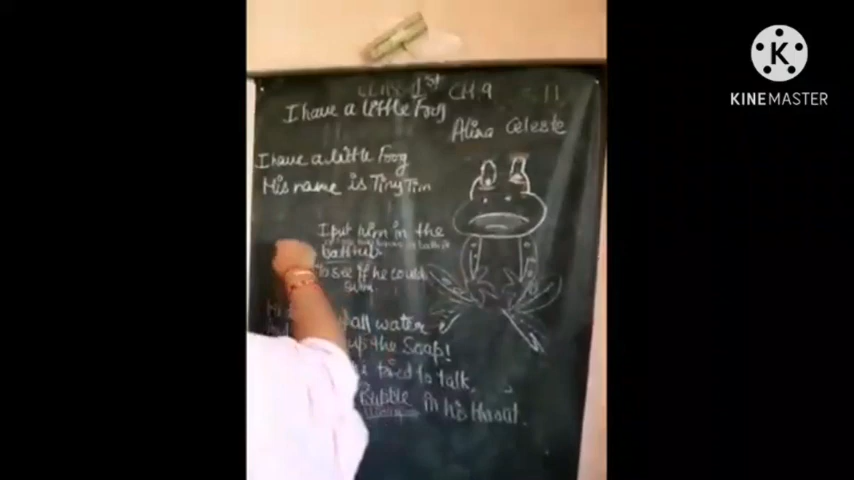 CLASS 1st CH.9 11
I have a little Frog
Alina Celeste
I have a little Frog
His name is Tiny Tim
I put him in the
bathtub.
to see if he could
swim.
all water
up the Soap!
tried to talk,
Bubble in his throat.
KINEMASTER